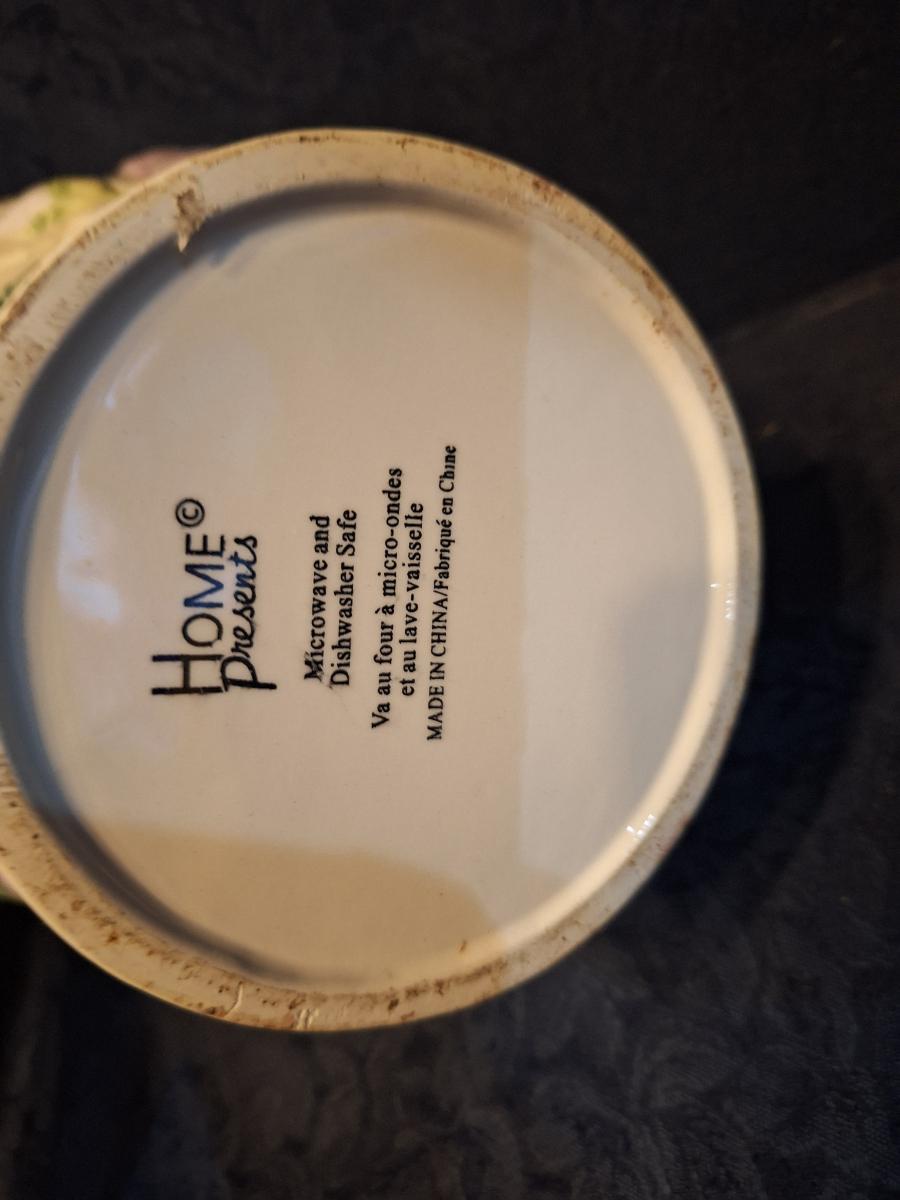 HOME©
Presents
Microwave and
Dishwasher Safe
Va au four à micro-ondes
et au lave-vaisselle
MADE IN CHINA/Fabriqué en Chine